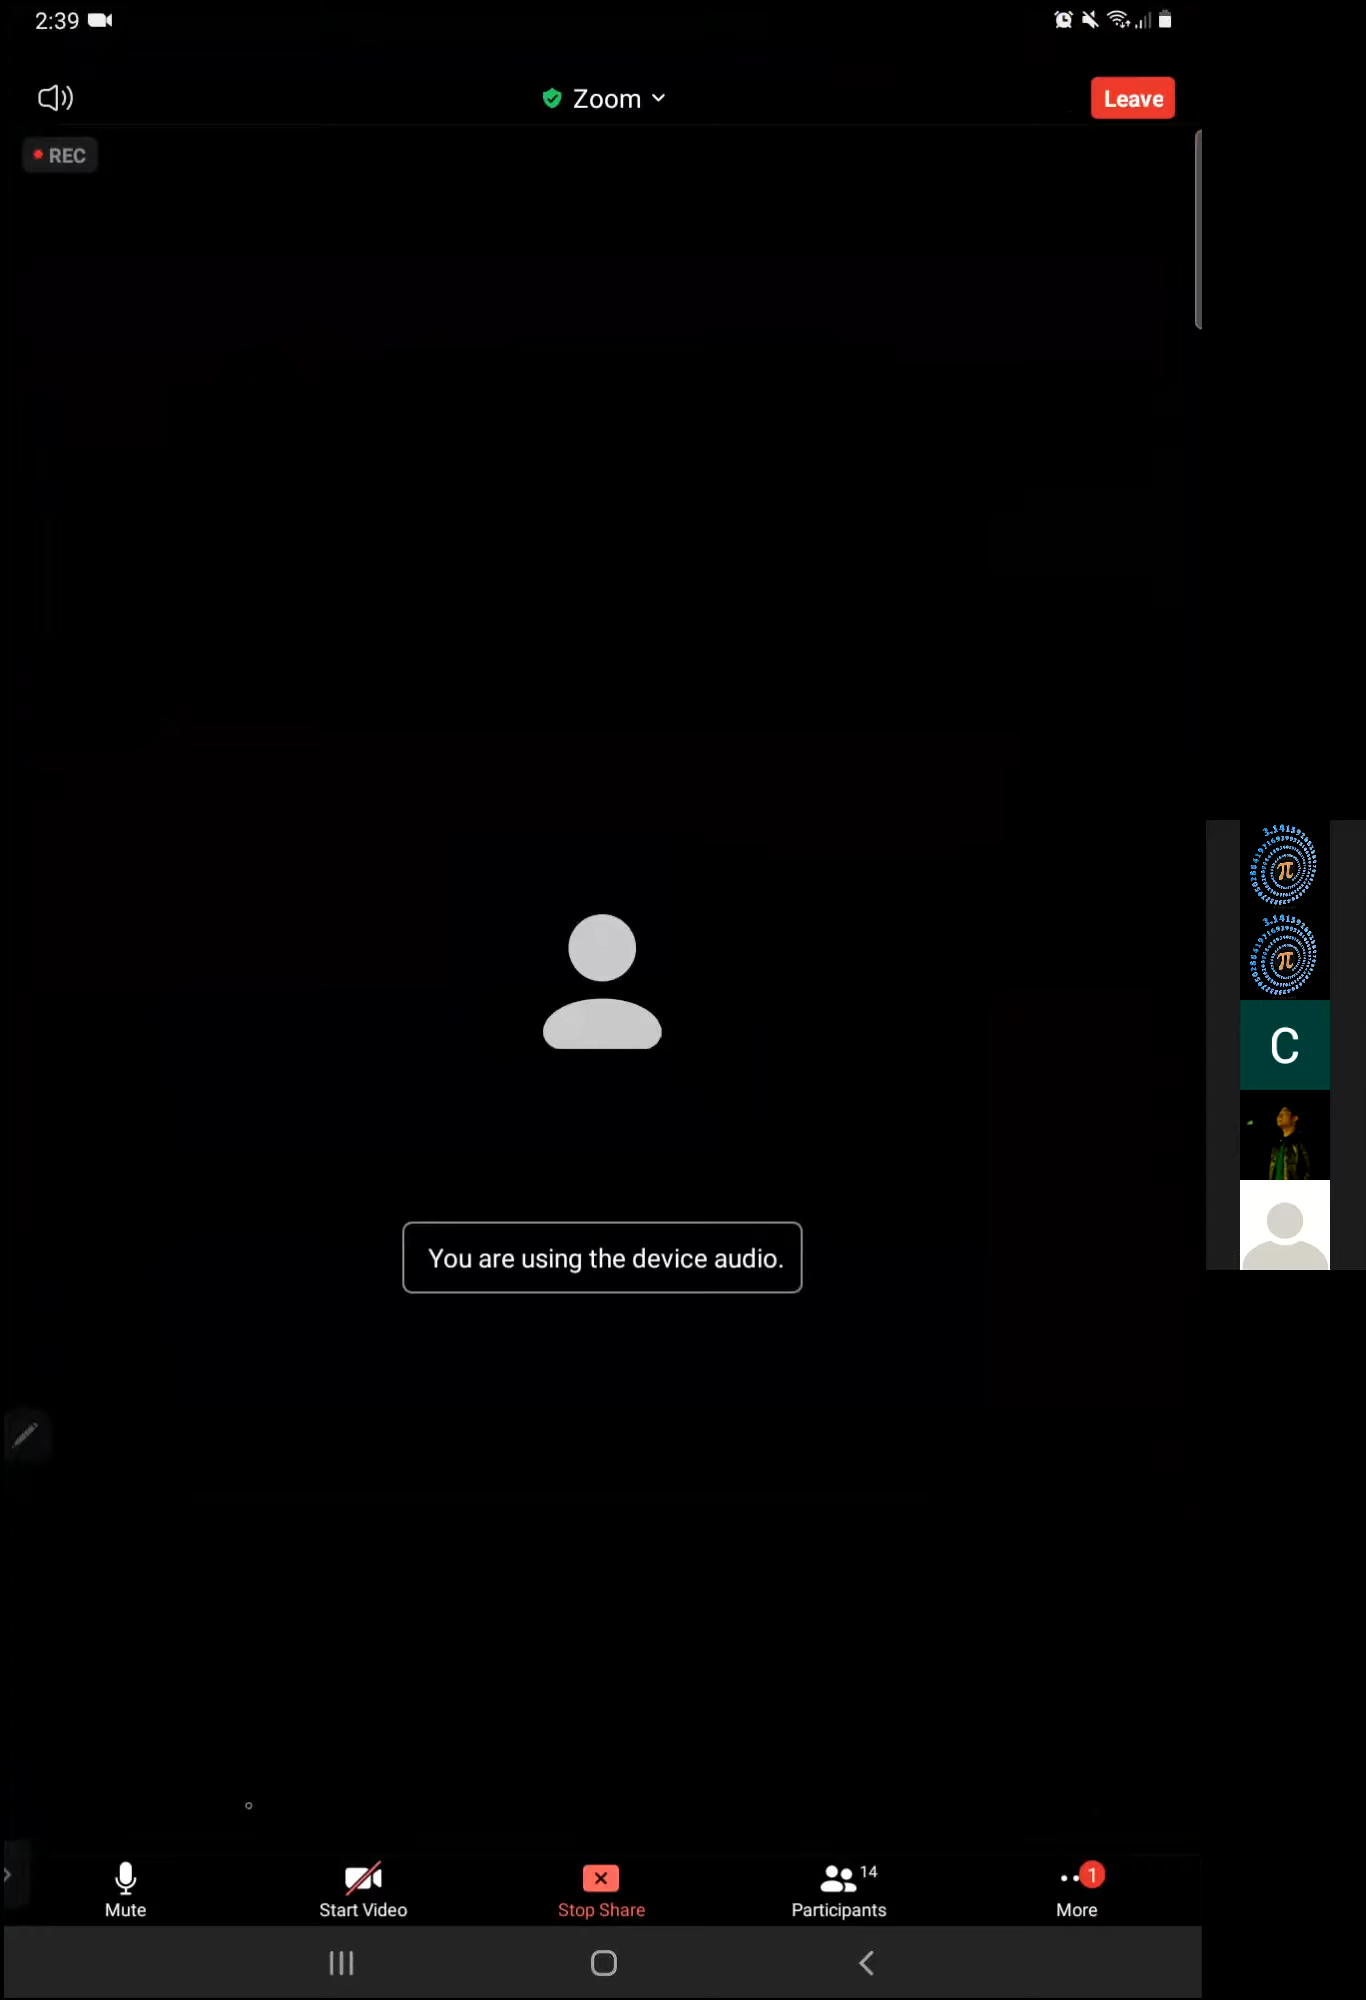 2:39
Zoom
Leave
REC
π
π
C
You are using the device audio.
Mute
Start Video
Stop Share
14
Participants
1
More